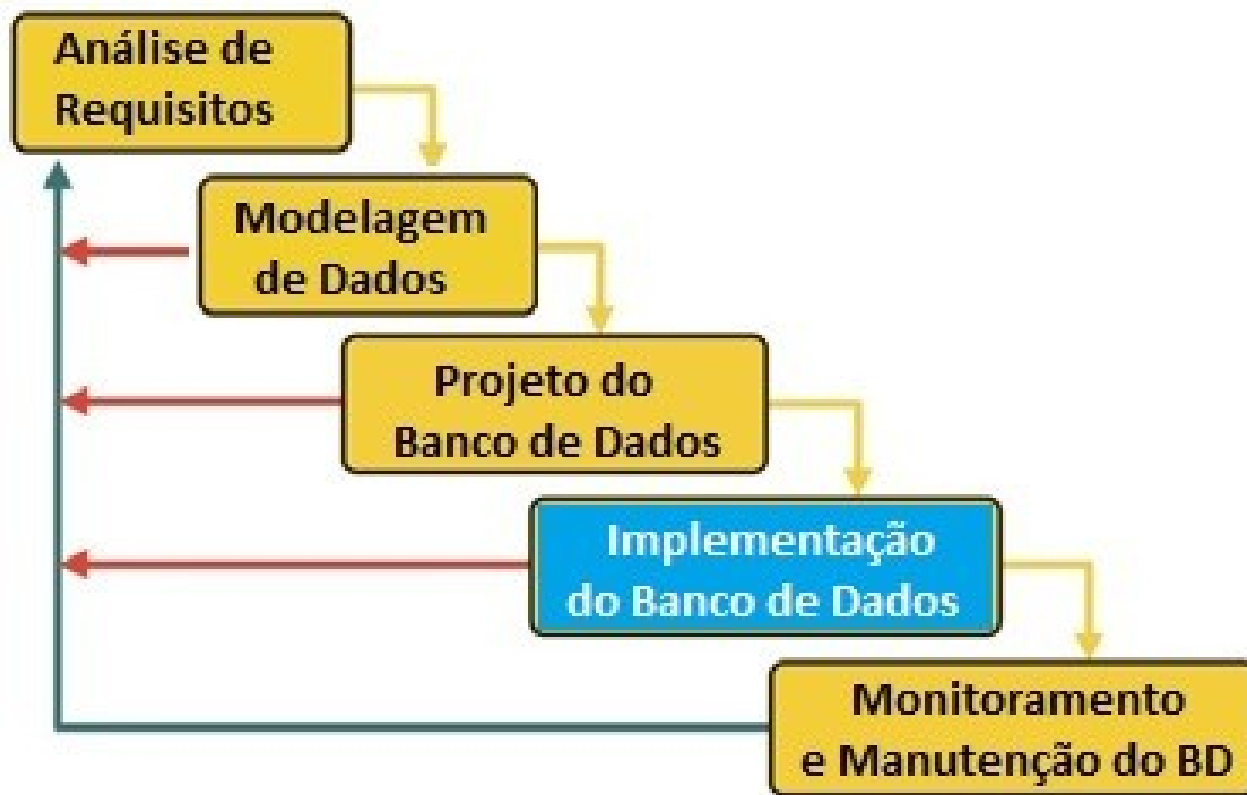 Análise de
Requisitos
Modelagem
de Dados
Projeto do
Banco de Dados
Implementação
do Banco de Dados
Monitoramento
e Manutenção do BD